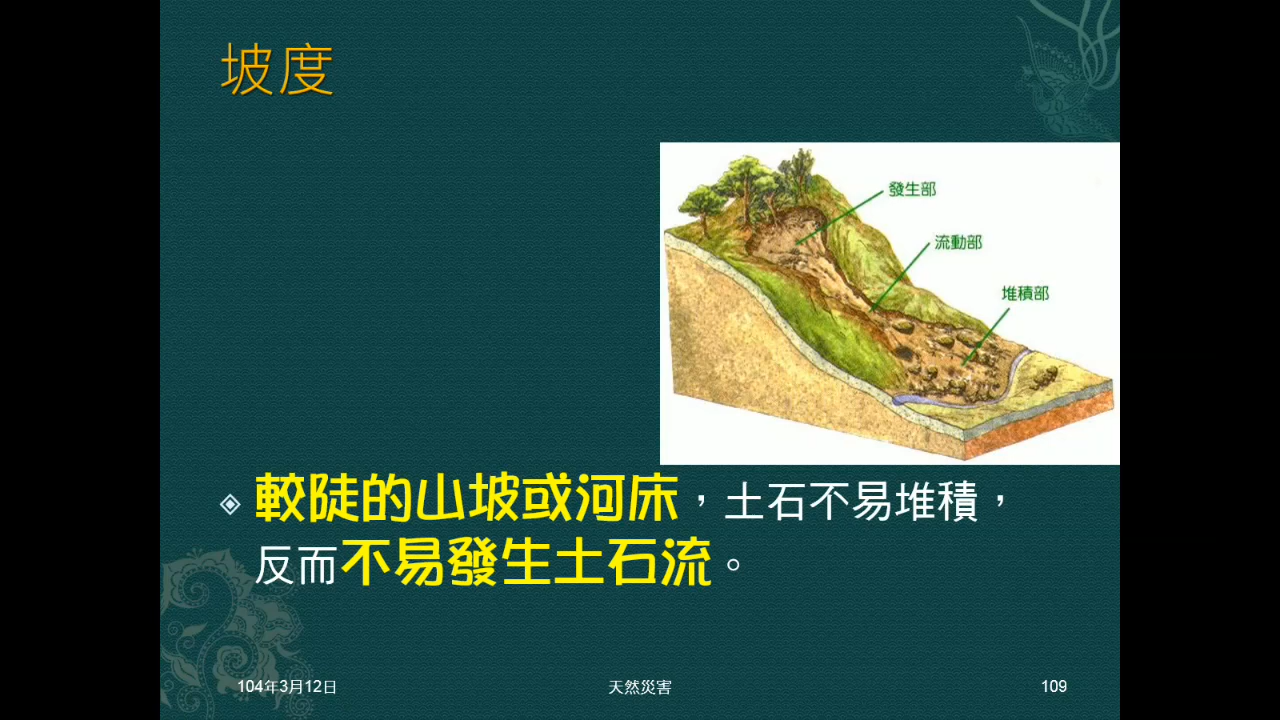 坡度
發生部
流動部
堆積部
較陡的山坡或河床，土石不易堆積，
反而不易發生土石流。
104年3月12日
天然災害
109